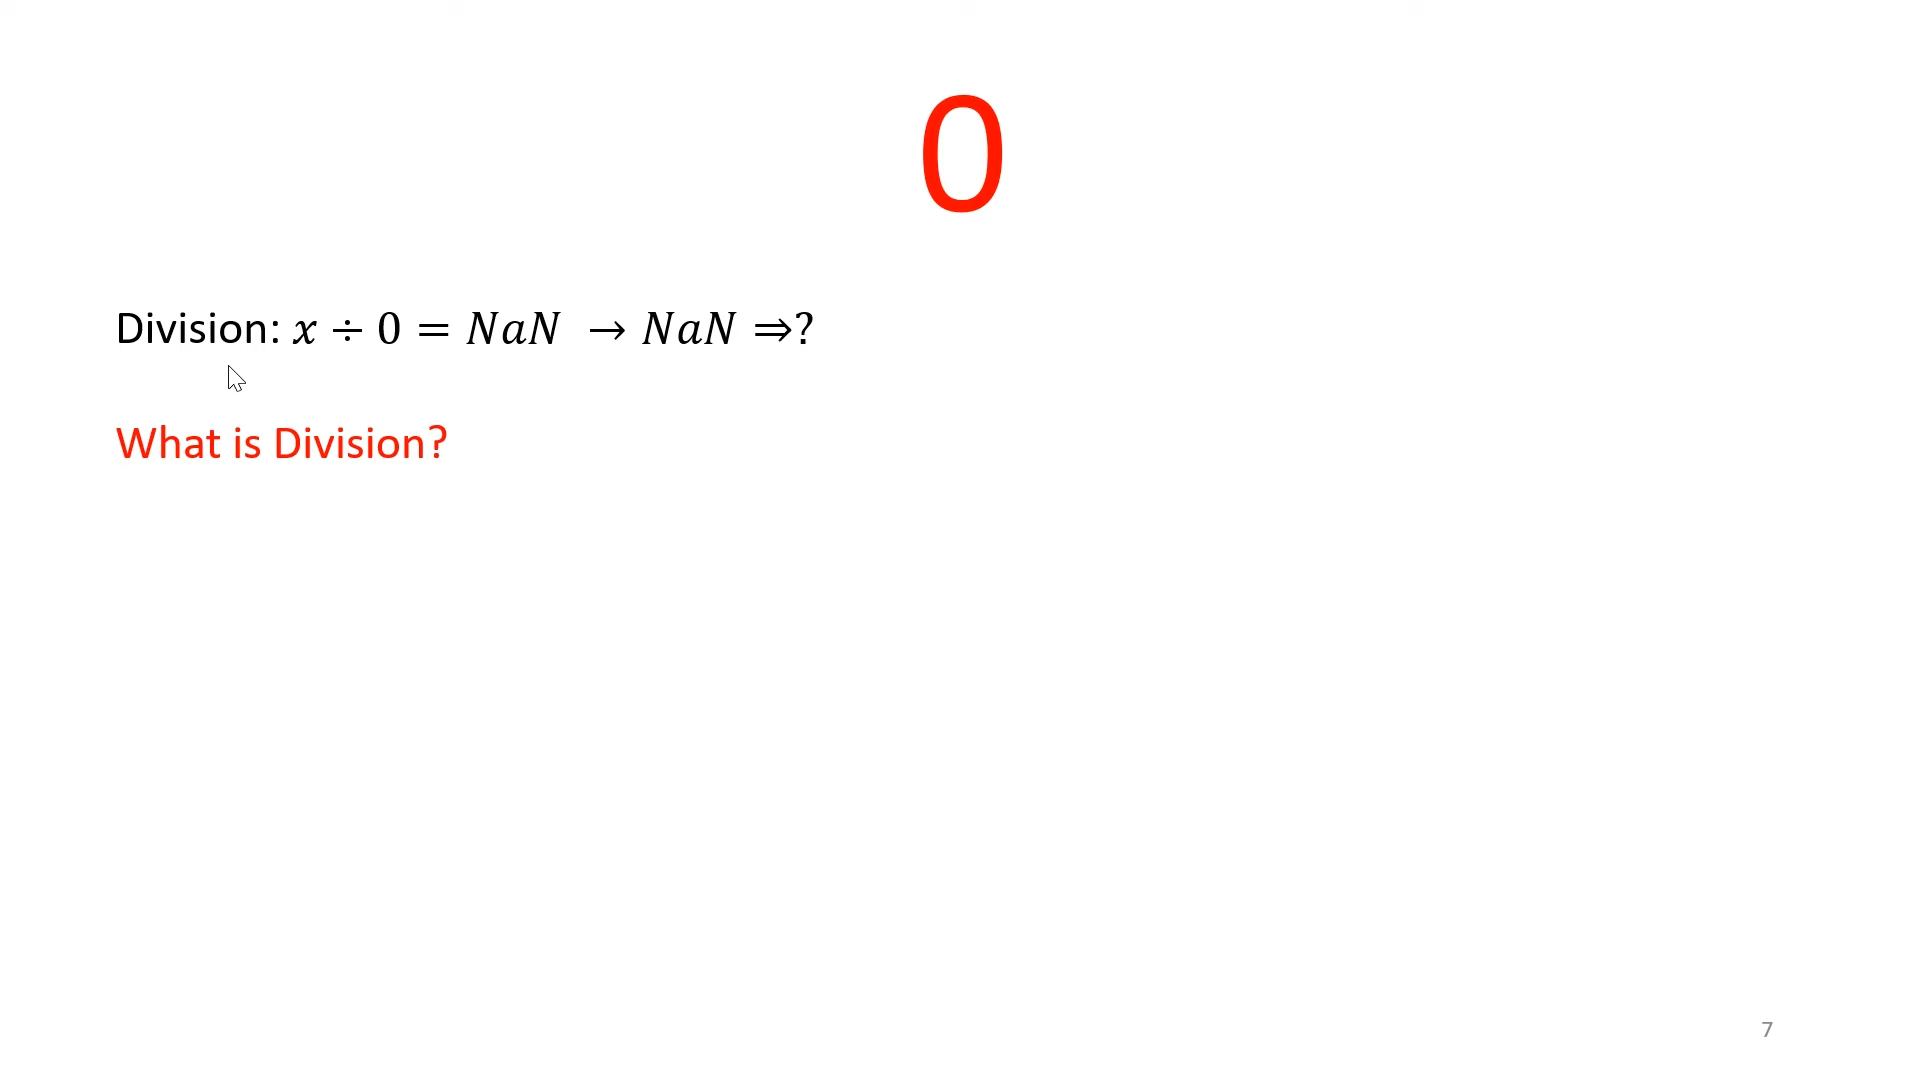 0
Division: x ÷ 0 = NaN → NaN ⇒?
What is Division?
7